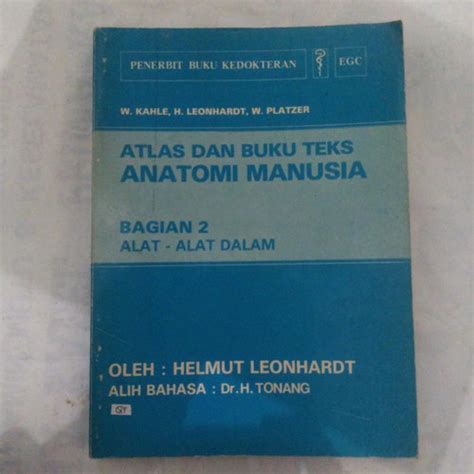 PENERBIT BUKU KEDOKTERAN EGC
W. KAHLE, H. LEONHARDT, W. PLATZER
ATLAS DAN BUKU TEKS
ANATOMI MANUSIA
BAGIAN 2
ALAT - ALAT DALAM
OLEH : HELMUT LEONHARDT
ALIH BAHASA : Dr. H. TONANG